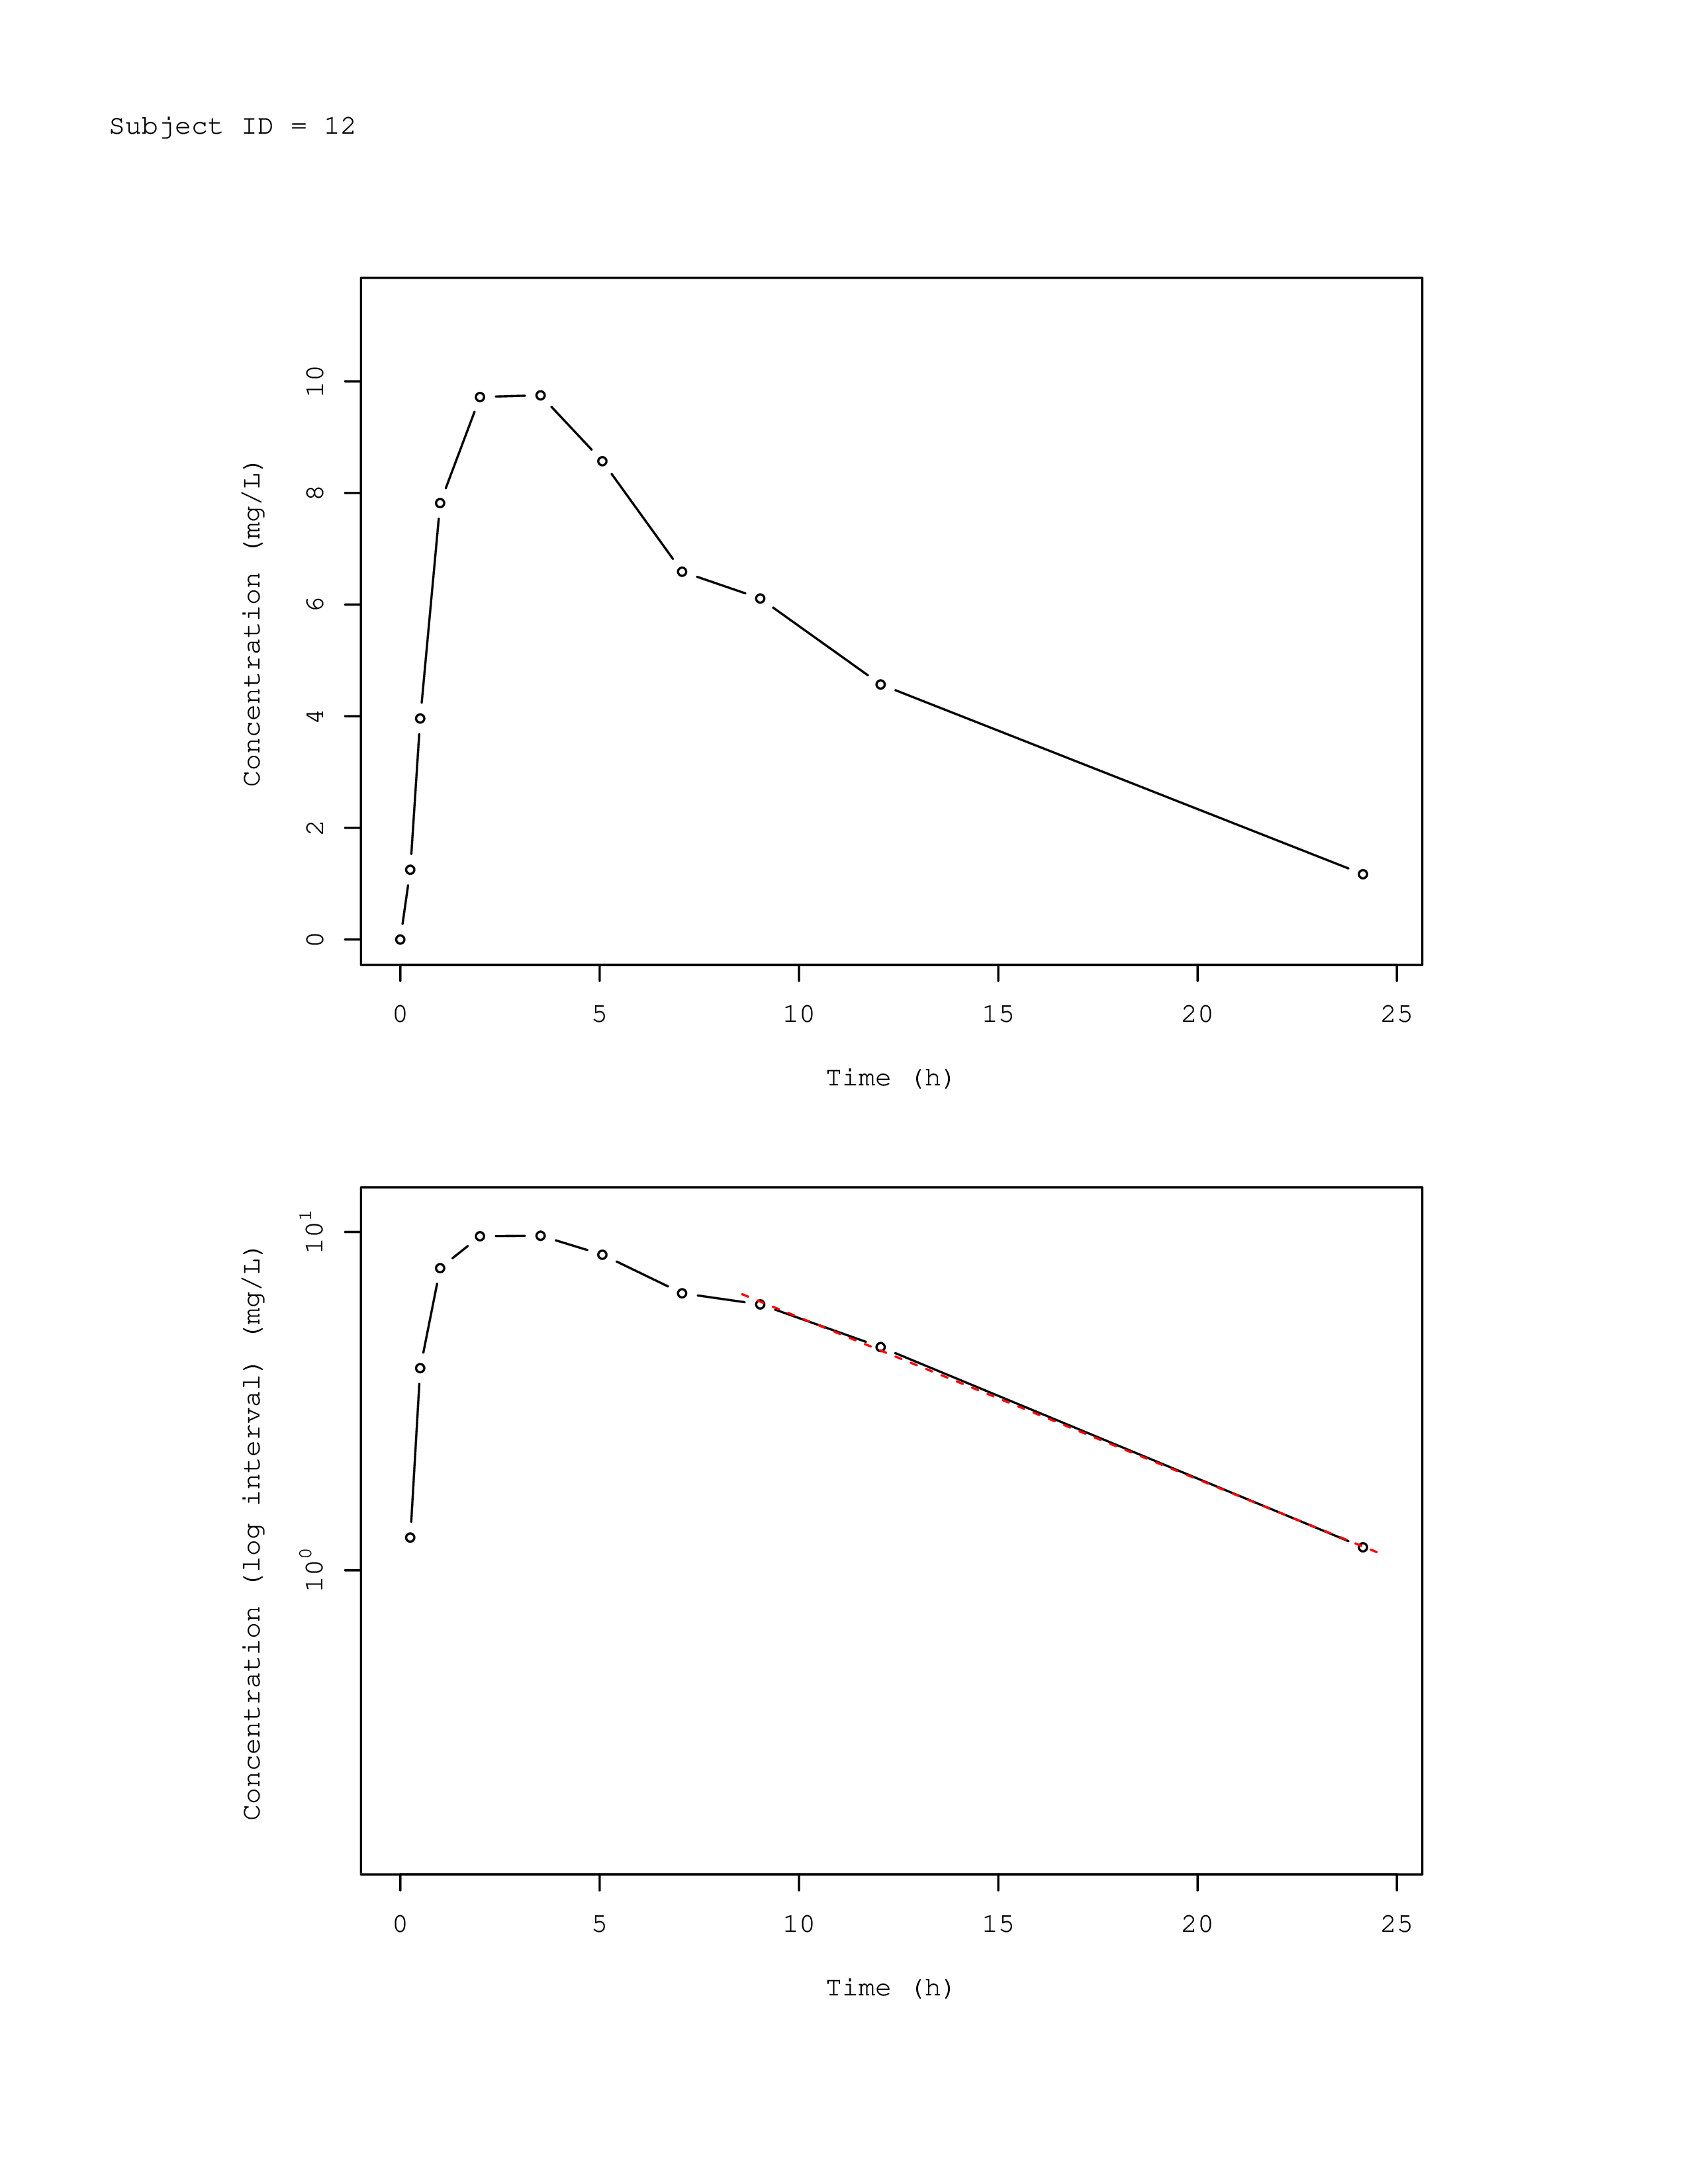 Subject ID = 12
Concentration (mg/L)
10
8
6
4
2
0
0 5 10 15 20 25
Time (h)
Concentration (log interval) (mg/L)
10¹
10⁰
0 5 10 15 20 25
Time (h)